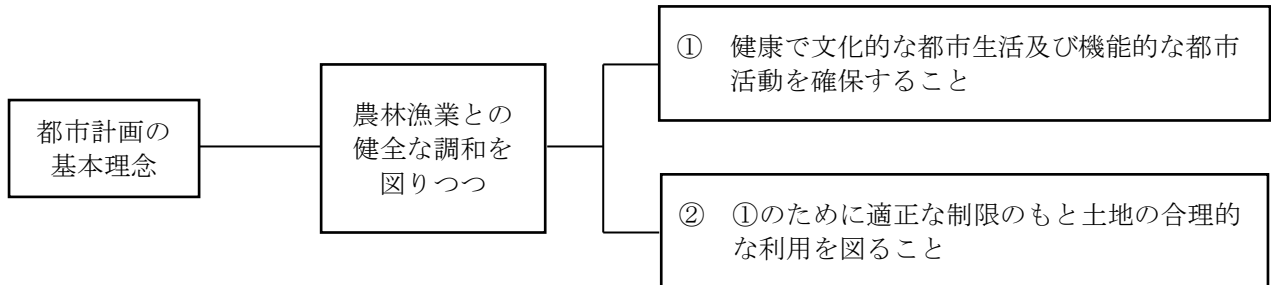 都市計画の
基本理念
農林漁業との
健全な調和を
図りつつ
① 健康で文化的な都市生活及び機能的な都市
活動を確保すること
② ①のために適正な制限のもと土地の合理的
な利用を図ること